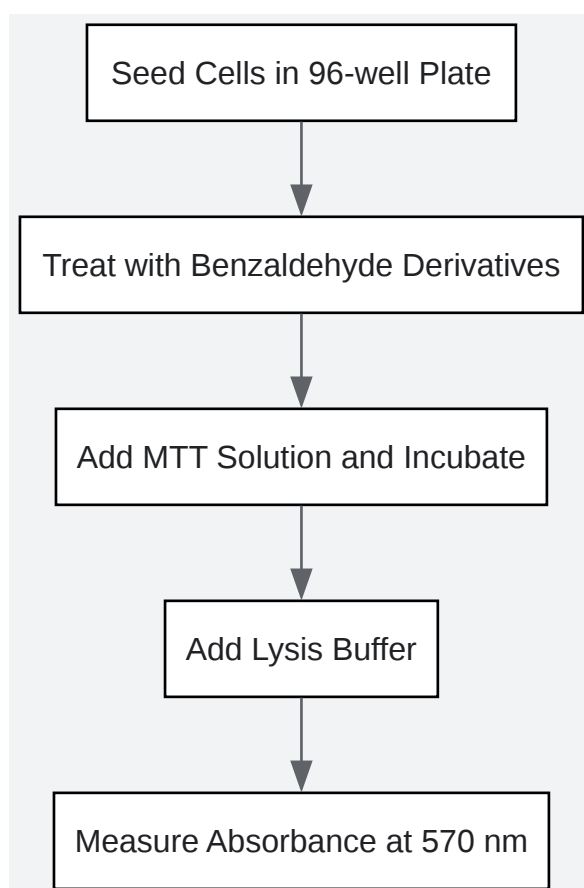 Seed Cells in 96-well Plate
Treat with Benzaldehyde Derivatives
Add MTT Solution and Incubate
Add Lysis Buffer
Measure Absorbance at 570 nm